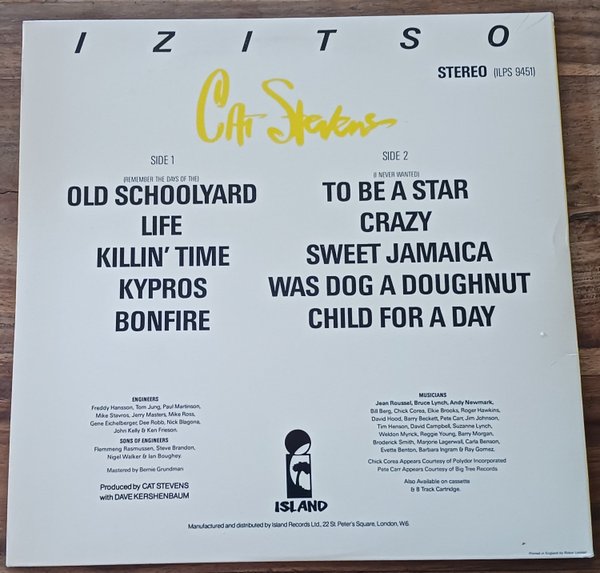 I Z I T S O
STEREO (ILPS 9451)
Cat Stevens
SIDE 1
(REMEMBER THE DAYS OF THE)
OLD SCHOOLYARD
LIFE
KILLIN' TIME
KYPROS
BONFIRE
SIDE 2
(I NEVER WANTED)
TO BE A STAR
CRAZY
SWEET JAMAICA
WAS DOG A DOUGHNUT
CHILD FOR A DAY
ENGINEERS
Freddy Hansson, Tom Jung, Paul Martinson,
Mike Stavros, Jerry Masters, Mike Ross,
Gene Eichelberger, Dee Robb, Nick Blagona,
John Kelly & Ken Frieson.
SONS OF ENGINEERS
Flemmeng Rasmussen, Steve Brandon,
Nigel Walker & Ian Boughey.
Mastered by Bernie Grundman
Produced by CAT STEVENS
with DAVE KERSHENBAUM
MUSICIANS
Jean Roussel, Bruce Lynch, Andy Newmark,
Bill Berg, Chick Corea, Elkie Brooks, Roger Hawkins,
David Hood, Barry Beckett, Pete Carr, Jim Johnson,
Tim Henson, David Campbell, Suzanne Lynch,
Weldon Myrick, Reggie Young, Barry Morgan,
Broderick Smith, Marjorie Lagerwall, Carla Benson,
Evette Benton, Barbara Ingram & Ray Gomez.
Chick Corea Appears Courtesy of Polydor Incorporated
Pete Carr Appears Courtesy of Big Tree Records.
Also Available on cassette
& 8 Track Cartridge.
ISLAND
Manufactured and distributed by Island Records Ltd., 22 St. Peter's Square, London, W6.
Printed in England by Robor Limited